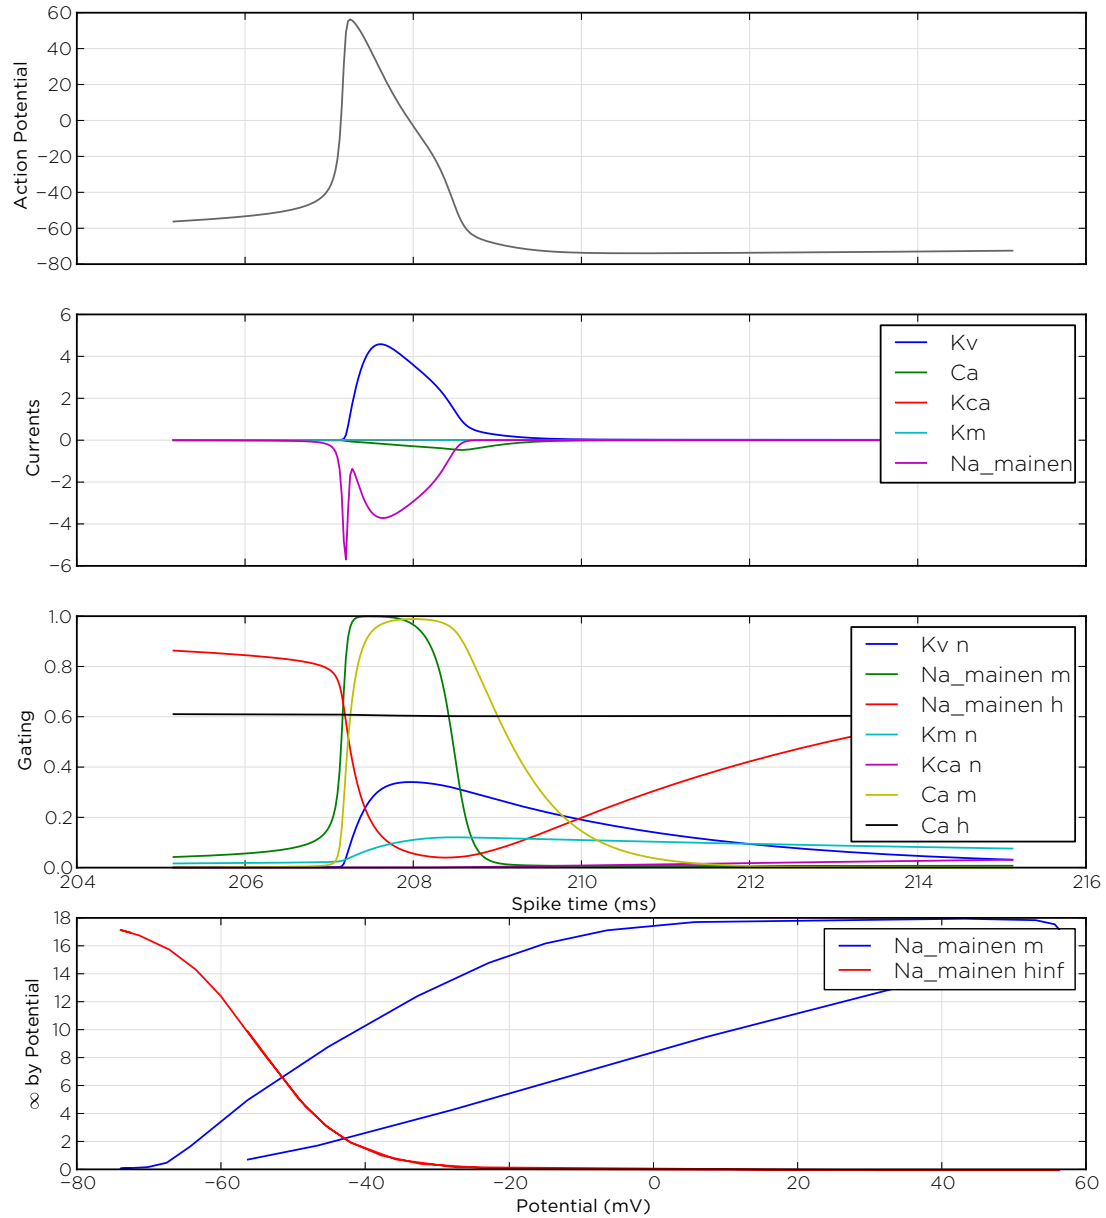 60
40
20
0
−20
−40
−60
−80
Action Potential
6
4
2
0
−2
−4
−6
Currents
Kv
Ca
Kca
Km
Na_mainen
1.0
0.8
0.6
0.4
0.2
0.0
Gating
Kv n
Na_mainen m
Na_mainen h
Km n
Kca n
Ca m
Ca h
204 206 208 210 212 214 216
Spike time (ms)
18
16
14
12
10
8
6
4
2
0
∞ by Potential
Na_mainen m
Na_mainen hinf
−80 −60 −40 −20 0 20 40 60
Potential (mV)